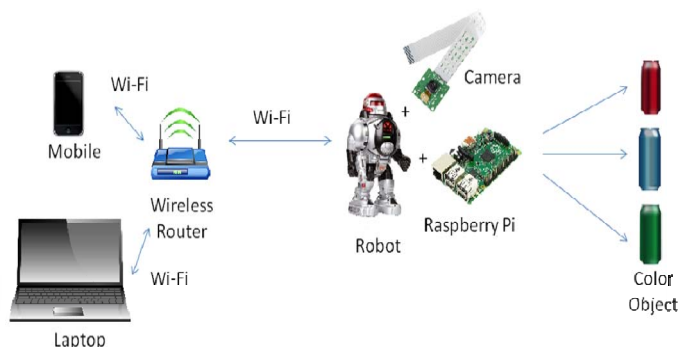 Wi-Fi
Mobile
Wi-Fi
Wireless
Router
Wi-Fi
Laptop
+
Camera
+
Robot
Raspberry Pi
Color
Object